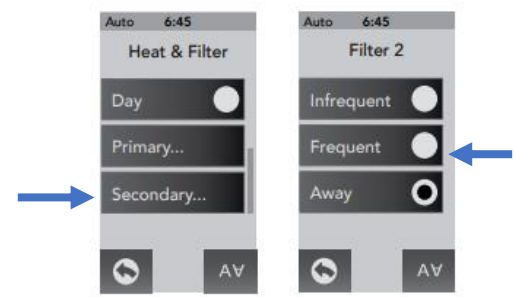 Auto 6:45
Heat & Filter
Day
Primary...
Secondary...
A∀
Auto 6:45
Filter 2
Infrequent
Frequent
Away
A∀